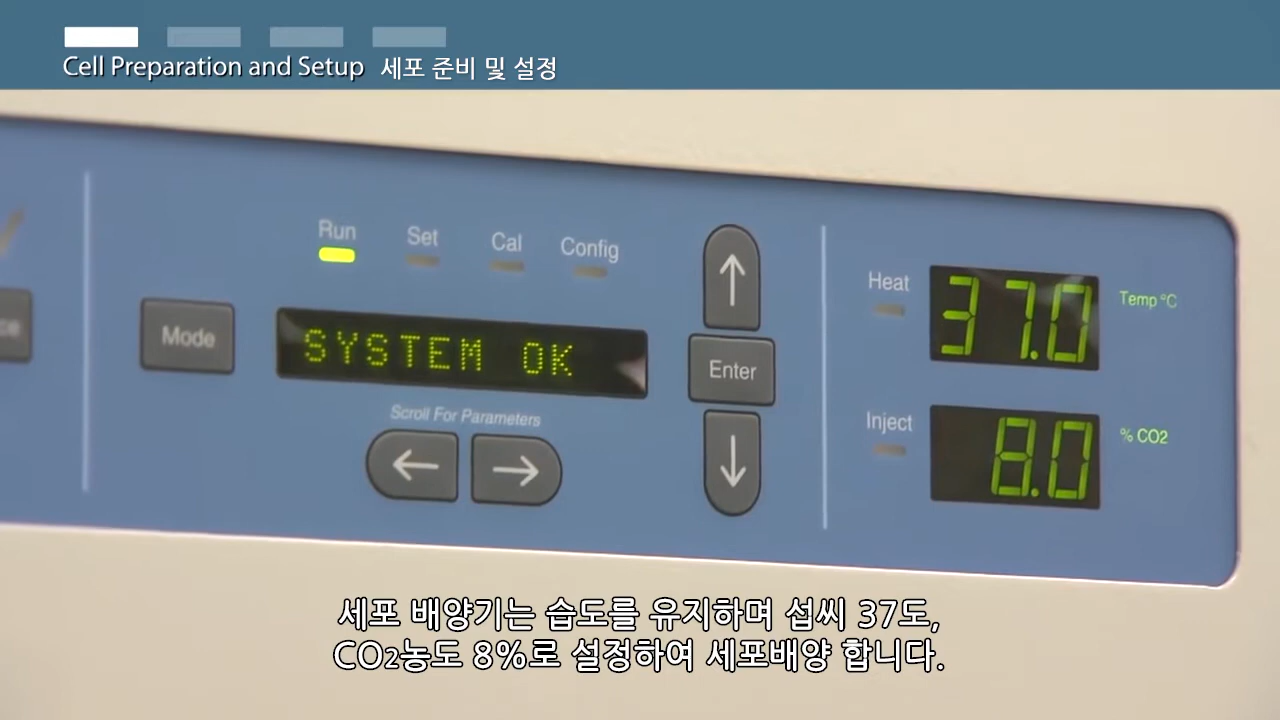 Cell Preparation and Setup 세포 준비 및 설정
Run Set Cal Config
Mode
SYSTEM OK
Scroll For Parameters
Enter
Heat 37.0 Temp °C
Inject 8.0 % CO2
세포 배양기는 습도를 유지하며 섭씨 37도,
CO2농도 8%로 설정하여 세포배양 합니다.